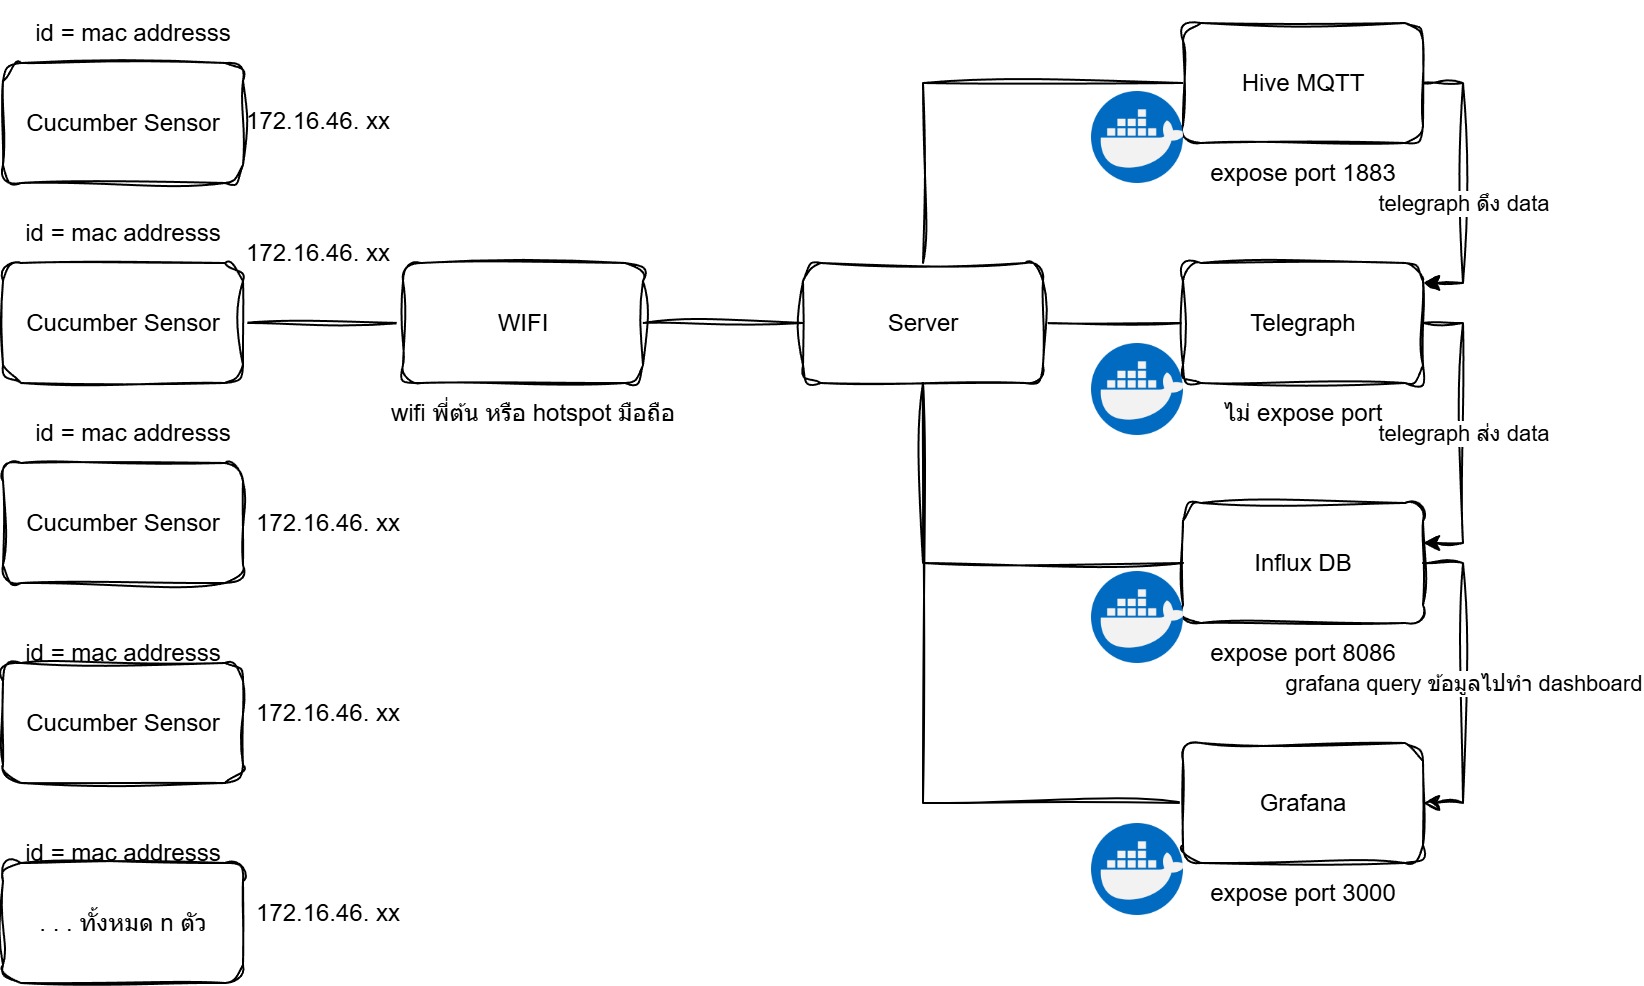 id = mac addresss
Cucumber Sensor
172.16.46. xx
id = mac addresss
172.16.46. xx
Cucumber Sensor
id = mac addresss
Cucumber Sensor
172.16.46. xx
id = mac addresss
Cucumber Sensor
172.16.46. xx
id = mac addresss
. . . ทั้งหมด n ตัว
172.16.46. xx
WIFI
wifi พี่ต้น หรือ hotspot มือถือ
Server
Hive MQTT
expose port 1883
telegraph ดึง data
Telegraph
ไม่ expose port
telegraph ส่ง data
Influx DB
expose port 8086
grafana query ข้อมูลไปทำ dashboard
Grafana
expose port 3000